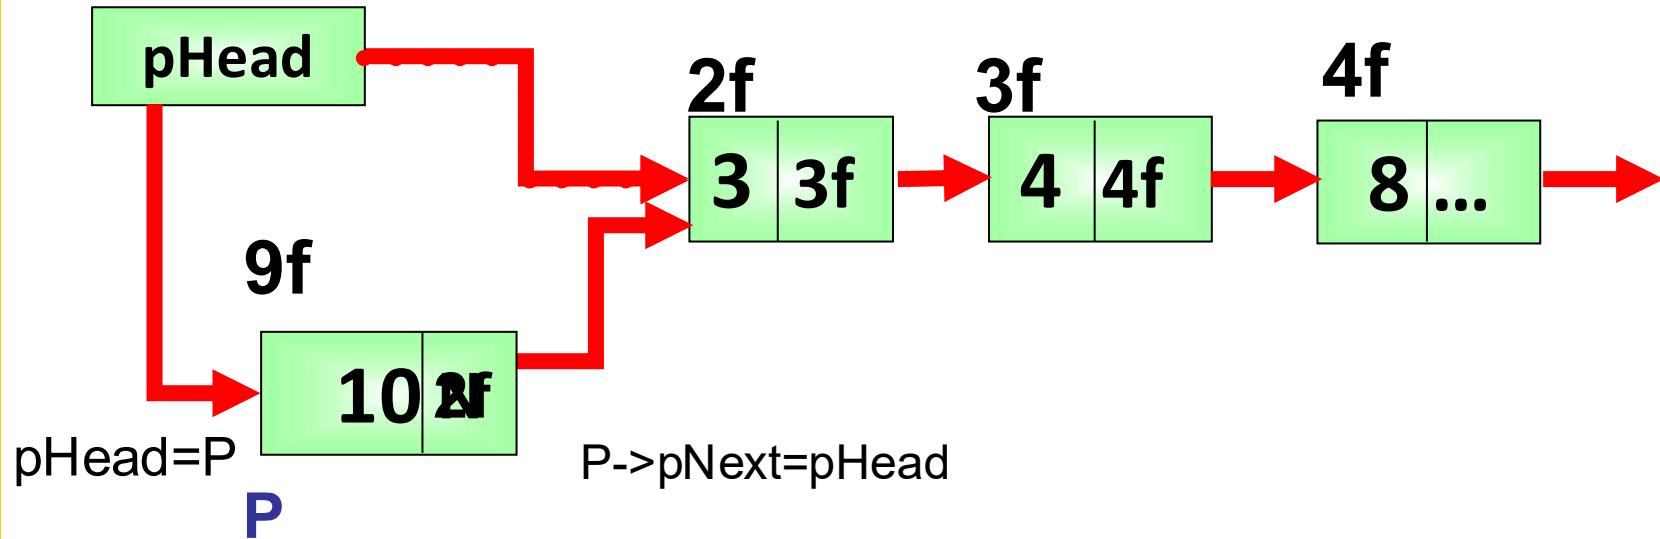 pHead
2f
3f
4f
3 3f
4 4f
8 ...
9f
10
pHead=P
P->pNext=pHead
P